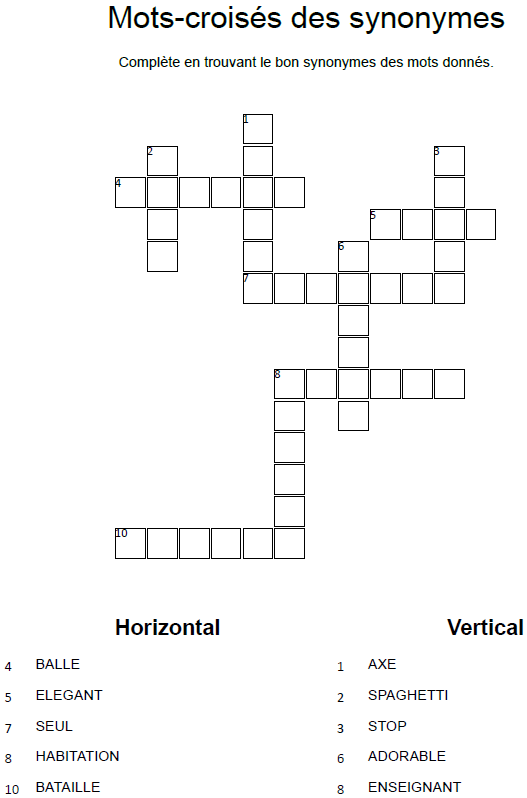 Mots-croisés des synonymes
Complète en trouvant le bon synonymes des mots donnés.
1
2 3
4
5
6
7
8
10
Horizontal Vertical
4 BALLE 1 AXE
5 ELEGANT 2 SPAGHETTI
7 SEUL 3 STOP
8 HABITATION 6 ADORABLE
10 BATAILLE 8 ENSEIGNANT